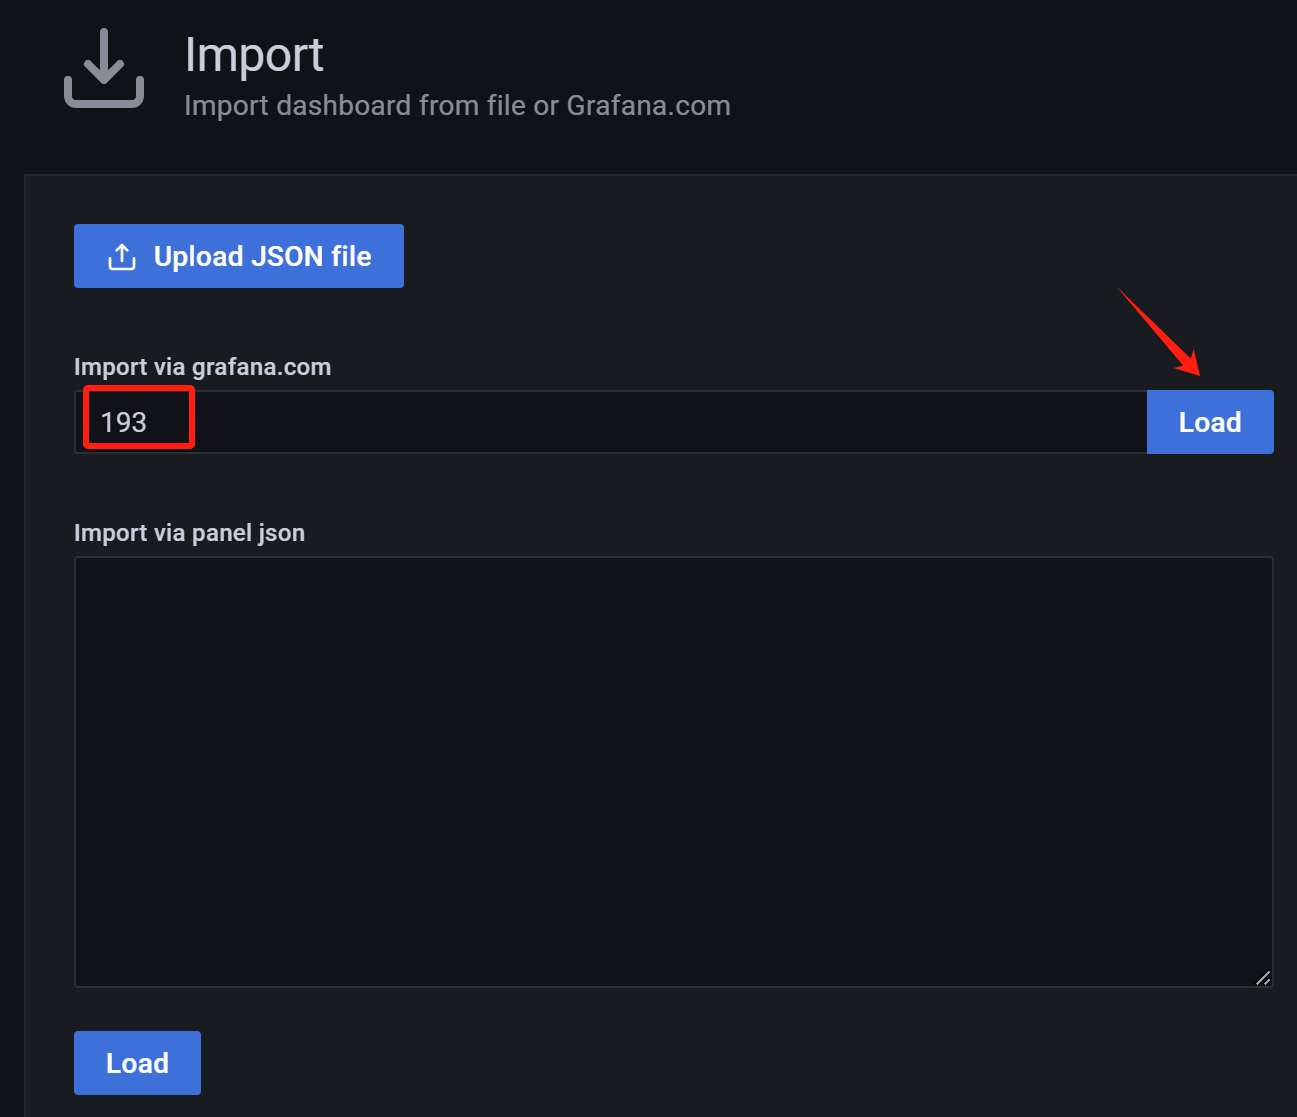 Import
Import dashboard from file or Grafana.com
Upload JSON file
Import via grafana.com
193
Load
Import via panel json
Load